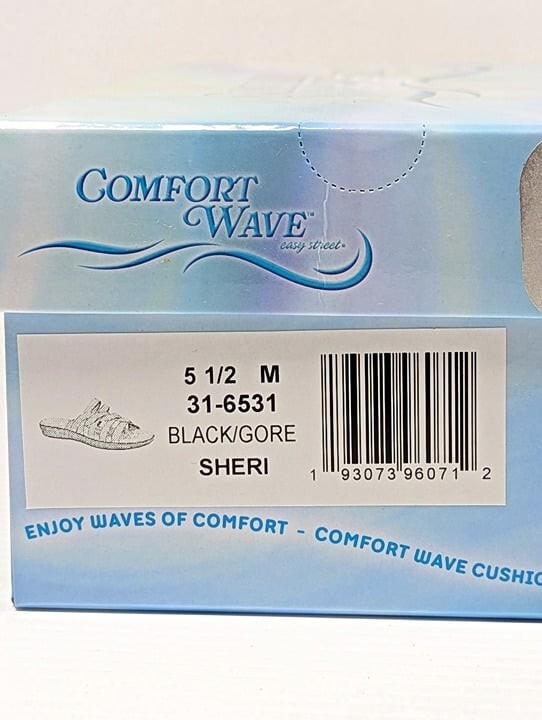 COMFORT
WAVE™
easy street®
5 1/2 M
31-6531
BLACK/GORE
SHERI
1 93073 96071 2
ENJOY WAVES OF COMFORT - COMFORT WAVE CUSHIO